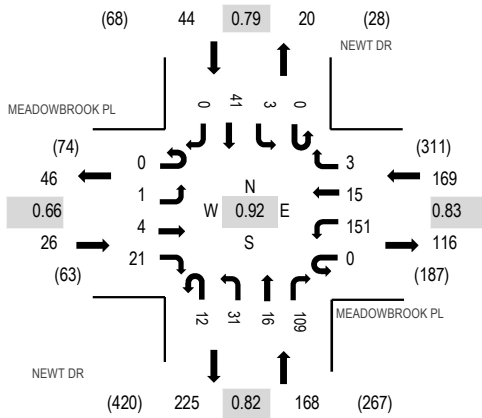 (68) 44 0.79 20 (28)
NEWT DR
0 41 3 0
MEADOWBROOK PL
(74) (311)
46 0 3 169
0.66 1 N 15 0.83
W 0.92 E
26 4 S 151 116
(63) 21 0 (187)
12 31 16 109
MEADOWBROOK PL
NEWT DR
(420) 225 0.82 168 (267)